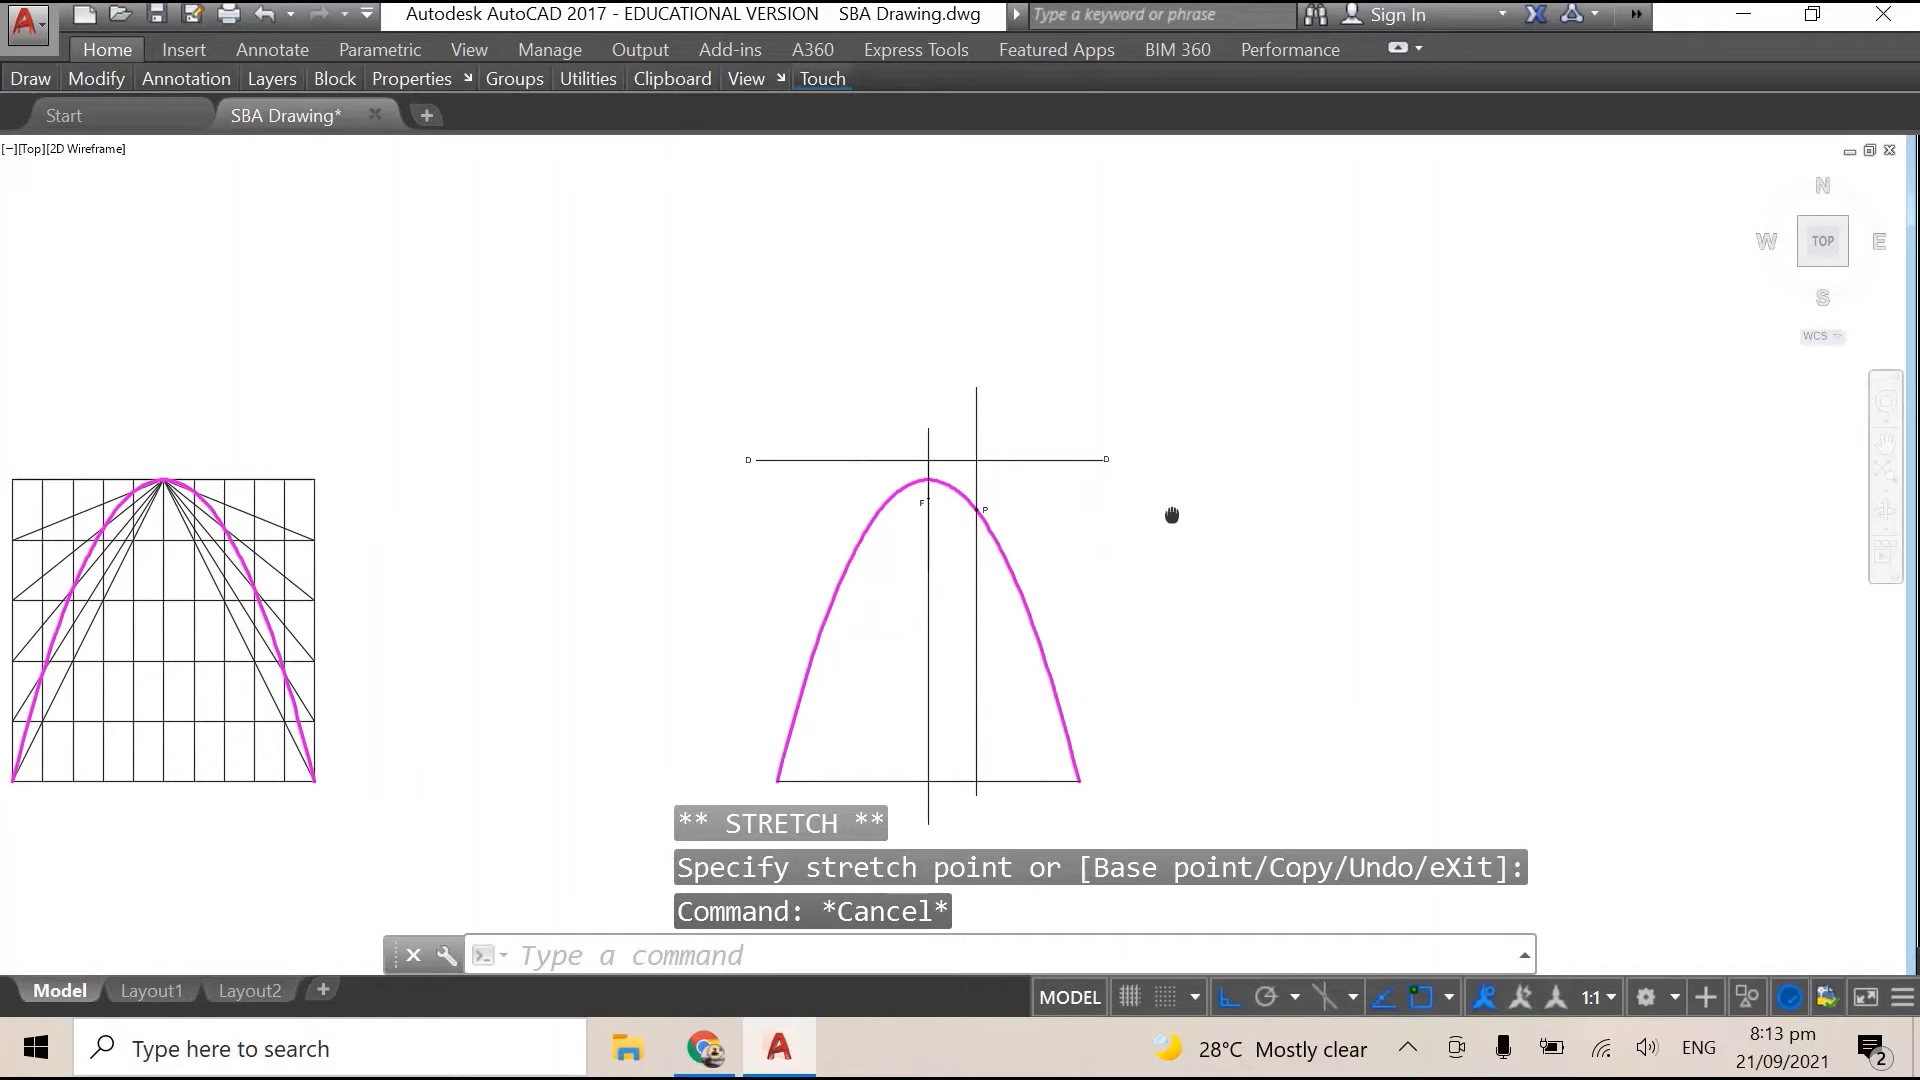 Autodesk AutoCAD 2017 - EDUCATIONAL VERSION    SBA Drawing.dwg
Type a keyword or phrase
Sign In
Home Insert Annotate Parametric View Manage Output Add-ins A360 Express Tools Featured Apps BIM 360 Performance
Draw Modify Annotation Layers Block Properties Groups Utilities Clipboard View Touch
Start
SBA Drawing*
[−][Top][2D Wireframe]
N
W TOP E
S
WCS
D D
F P
** STRETCH **
Specify stretch point or [Base point/Copy/Undo/eXit]:
Command: *Cancel*
Type a command
Model Layout1 Layout2
MODEL
1:1
Type here to search
28°C Mostly clear
ENG
8:13 pm
21/09/2021
2